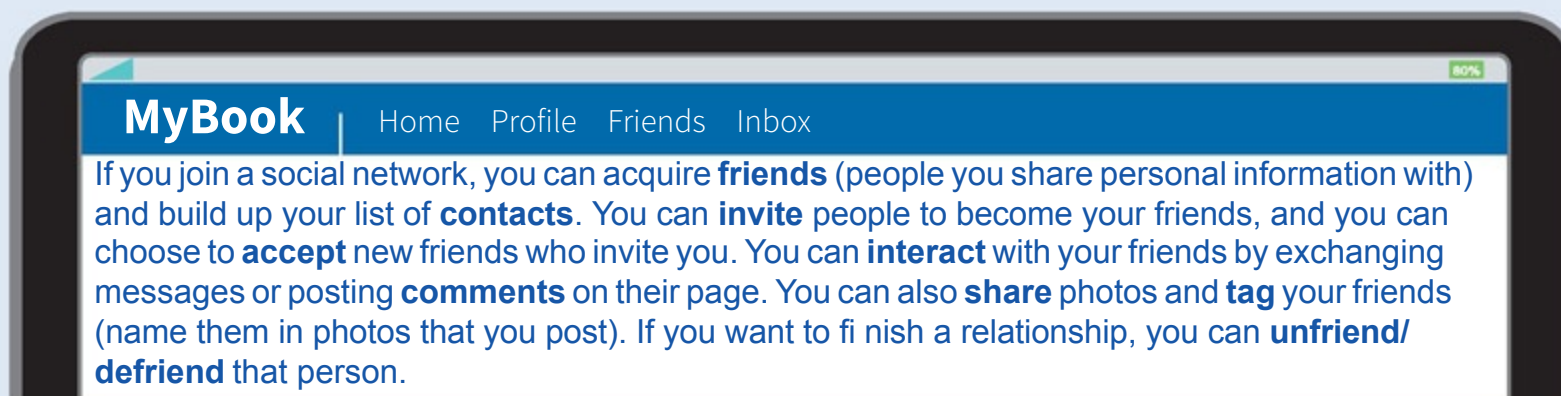 80%
MyBook Home Profile Friends Inbox
If you join a social network, you can acquire friends (people you share personal information with)
and build up your list of contacts. You can invite people to become your friends, and you can
choose to accept new friends who invite you. You can interact with your friends by exchanging
messages or posting comments on their page. You can also share photos and tag your friends
(name them in photos that you post). If you want to fi nish a relationship, you can unfriend/
defriend that person.